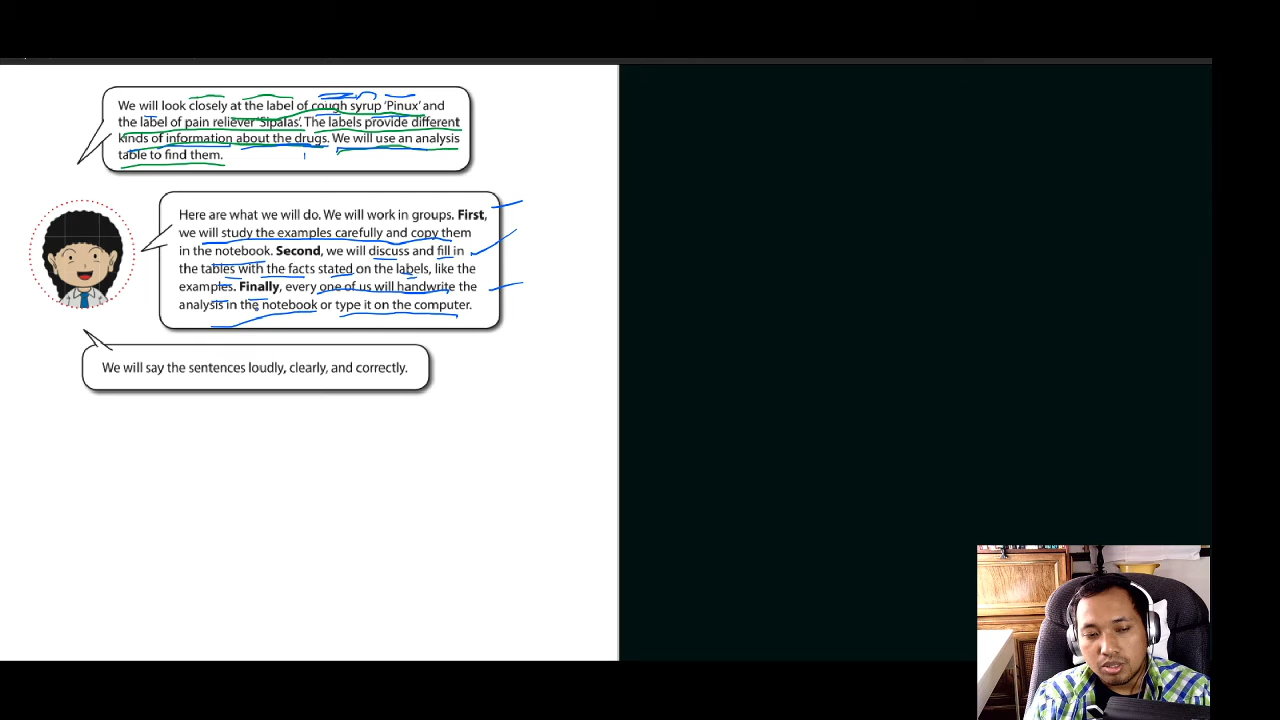 We will look closely at the label of cough syrup 'Pinux' and
the label of pain reliever 'Sipalas'. The labels provide different
kinds of information about the drugs. We will use an analysis
table to find them.
Here are what we will do. We will work in groups. First,
we will study the examples carefully and copy them
in the notebook. Second, we will discuss and fill in
the tables with the facts stated on the labels, like the
examples. Finally, every one of us will handwrite the
analysis in the notebook or type it on the computer.
We will say the sentences loudly, clearly, and correctly.